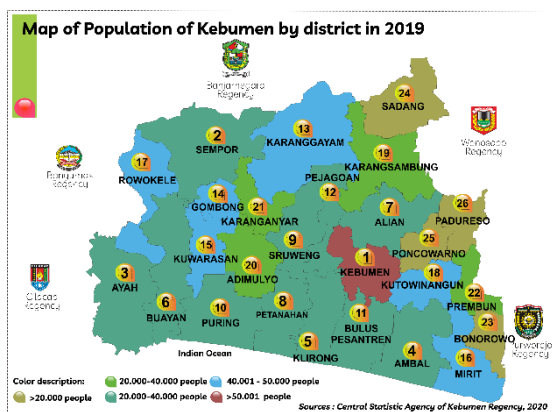 Map of Population of Kebumen by district in 2019
Banjarnegara
Regency
24
SADANG
13
KARANGGAYAM
2
SEMPOR
Wonosobo
Regency
19
KARANGSAMBUNG
17
ROWOKELE
Banyumas
Regency
PEJAGOAN
12
14
GOMBONG
21
KARANGANYAR
7
ALIAN
26
PADURESO
25
PONCOWARNO
15
KUWARASAN
9
SRUWENG
1
KEBUMEN
20
ADIMULYO
18
KUTOWINANGUN
3
AYAH
Cilacap
Regency
6
BUAYAN
10
PURING
8
PETANAHAN
11
BULUS
PESANTREN
22
PREMBUN
23
BONOROWO
Purworejo
Regency
5
KLIRONG
4
AMBAL
16
MIRIT
Indian Ocean
Color description:
>20.000 people
20.000-40.000 people
20.000-40.000 people
40.001 - 50.000 people
>50.001 people
Sources : Central Statistic Agency of Kebumen Regency, 2020